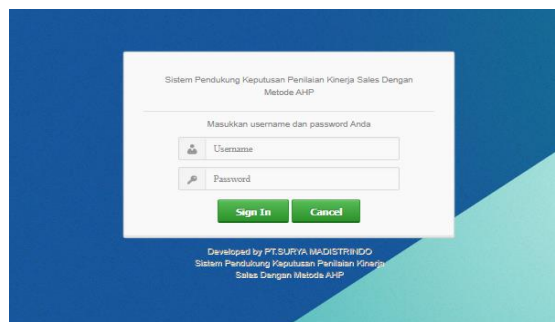 Sistem Pendukung Keputusan Penilaian Kinerja Sales Dengan
Metode AHP
Masukkan username dan password Anda
Username
Password
Sign In Cancel
Developed by PT.SURYA MADISTRINDO
Sistem Pendukung Keputusan Penilaian Kinerja
Sales Dengan Metode AHP